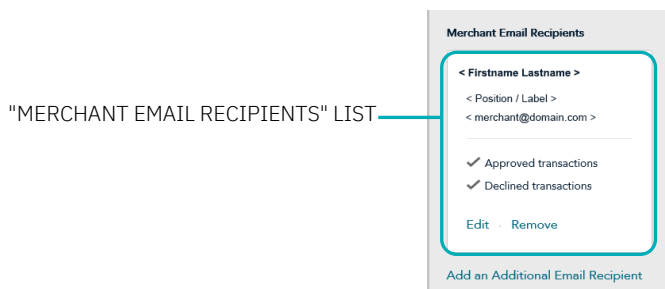 Merchant Email Recipients
< Firstname Lastname >
< Position / Label >
"MERCHANT EMAIL RECIPIENTS" LIST
< merchant@domain.com >
Approved transactions
Declined transactions
Edit · Remove
Add an Additional Email Recipient